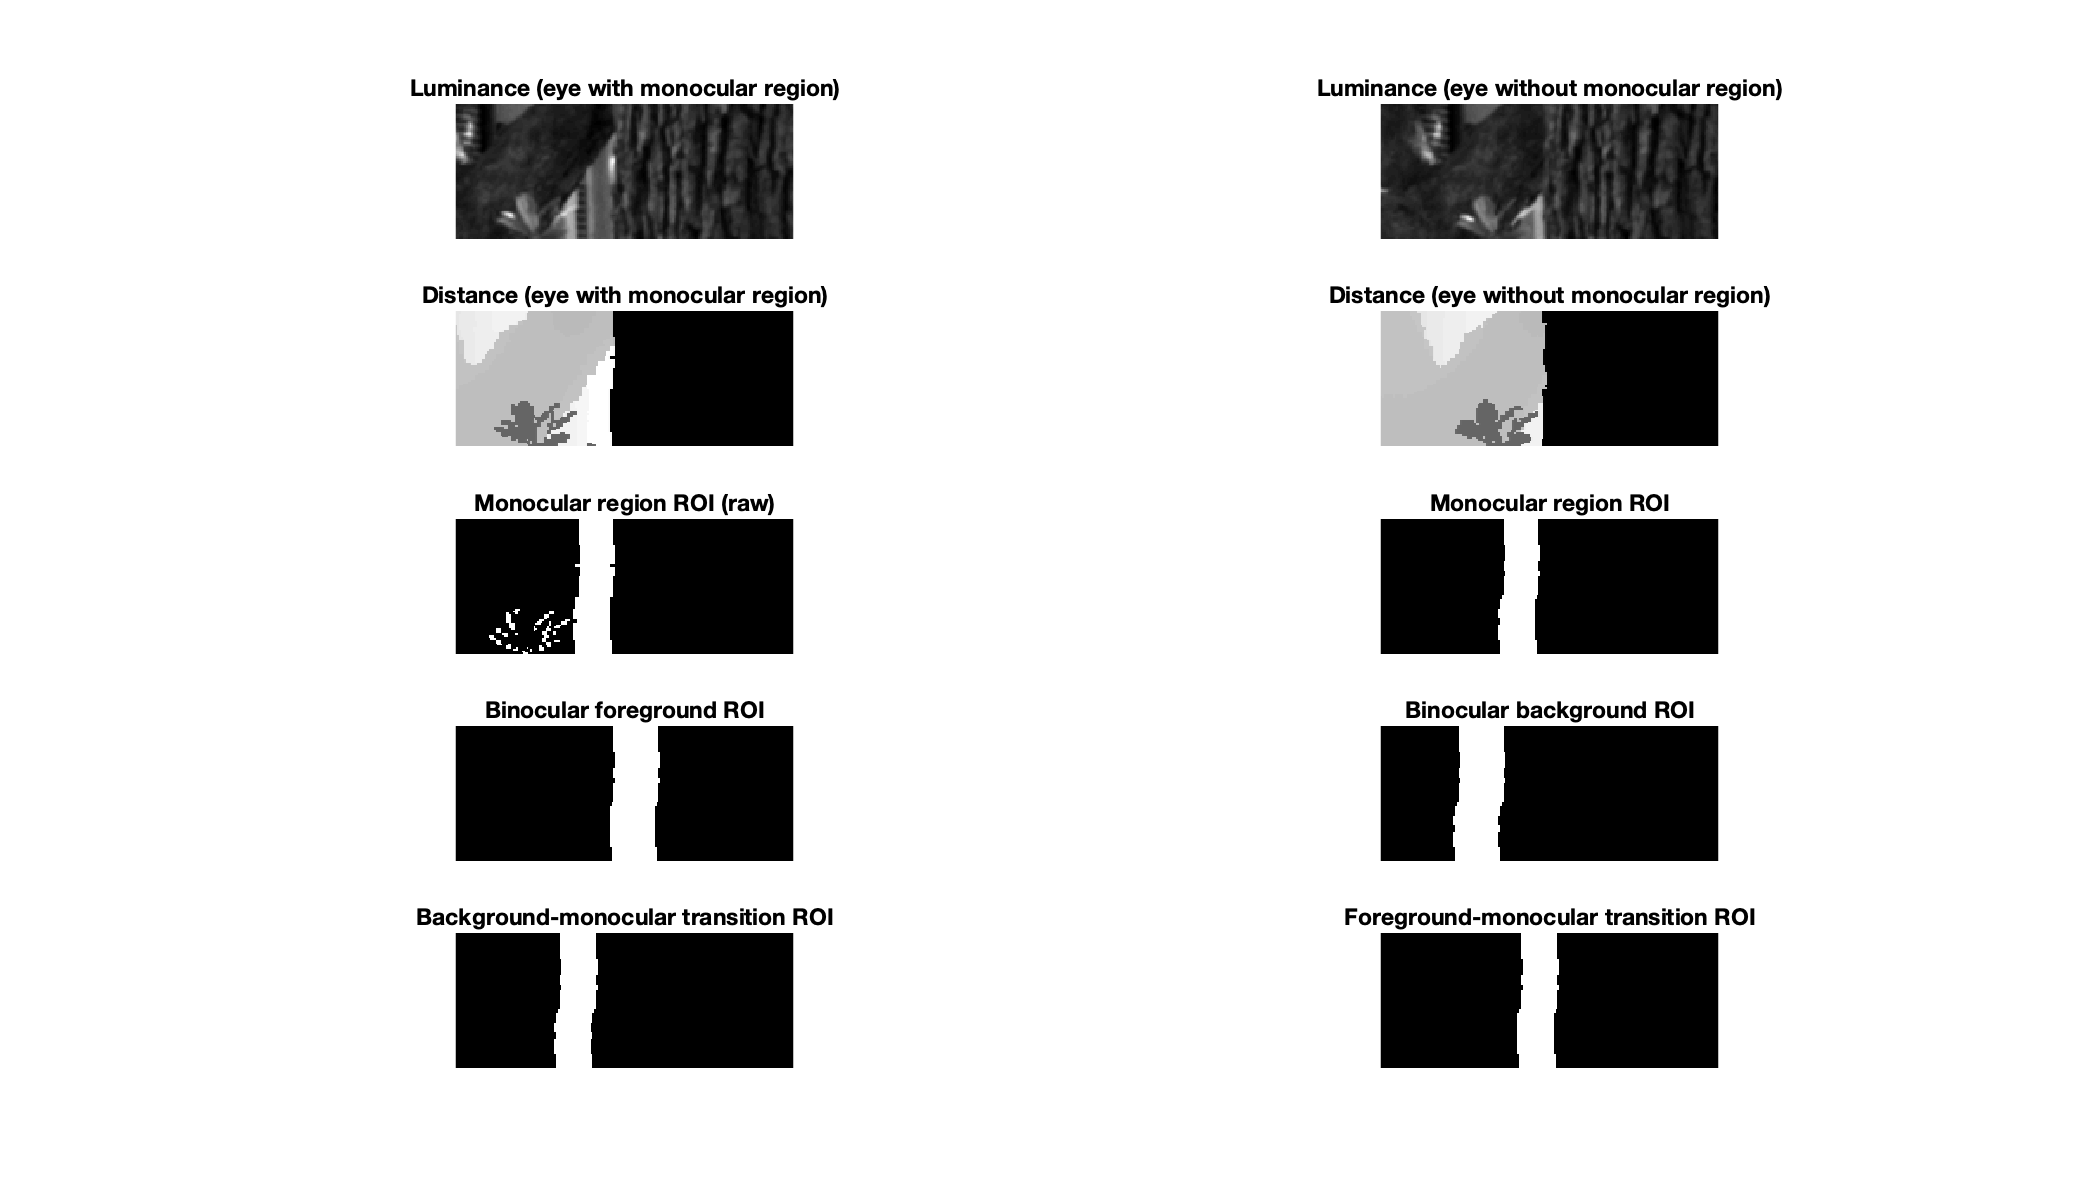 Luminance (eye with monocular region)
Luminance (eye without monocular region)
Distance (eye with monocular region)
Distance (eye without monocular region)
Monocular region ROI (raw)
Monocular region ROI
Binocular foreground ROI
Binocular background ROI
Background-monocular transition ROI
Foreground-monocular transition ROI